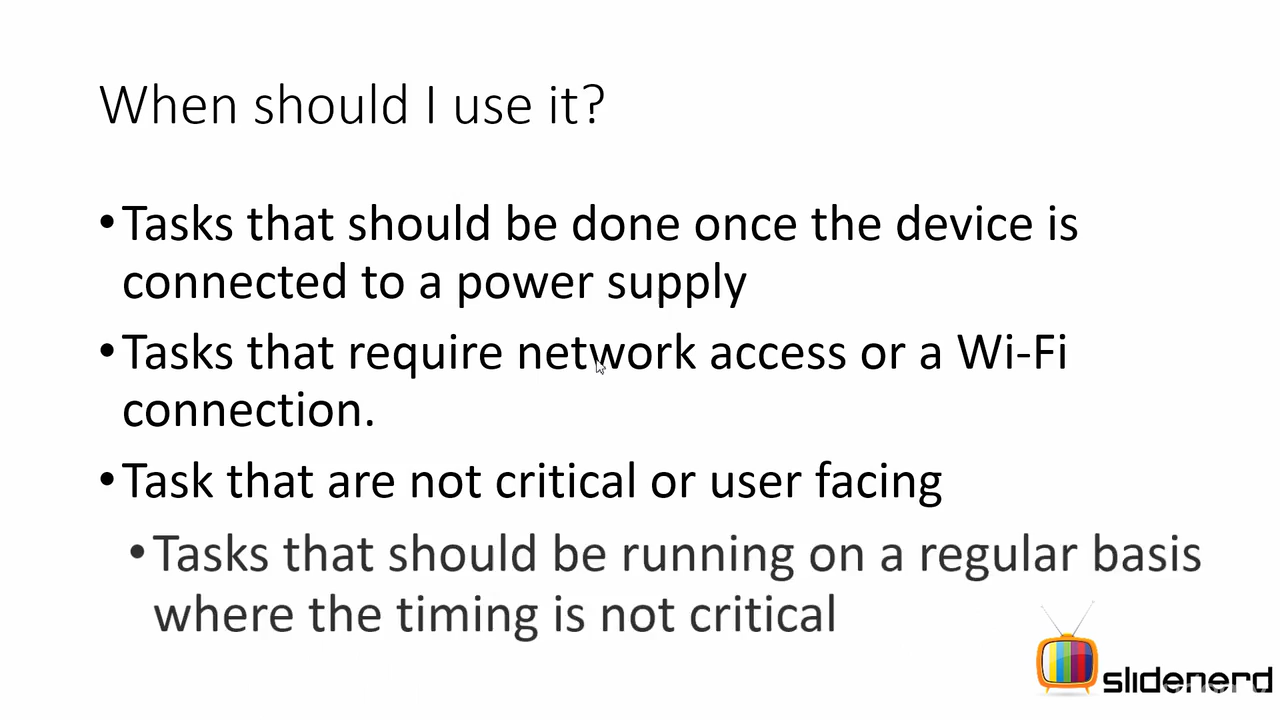 When should I use it?
•Tasks that should be done once the device is
connected to a power supply
•Tasks that require network access or a Wi-Fi
connection.
•Task that are not critical or user facing
•Tasks that should be running on a regular basis
where the timing is not critical
slidenerd